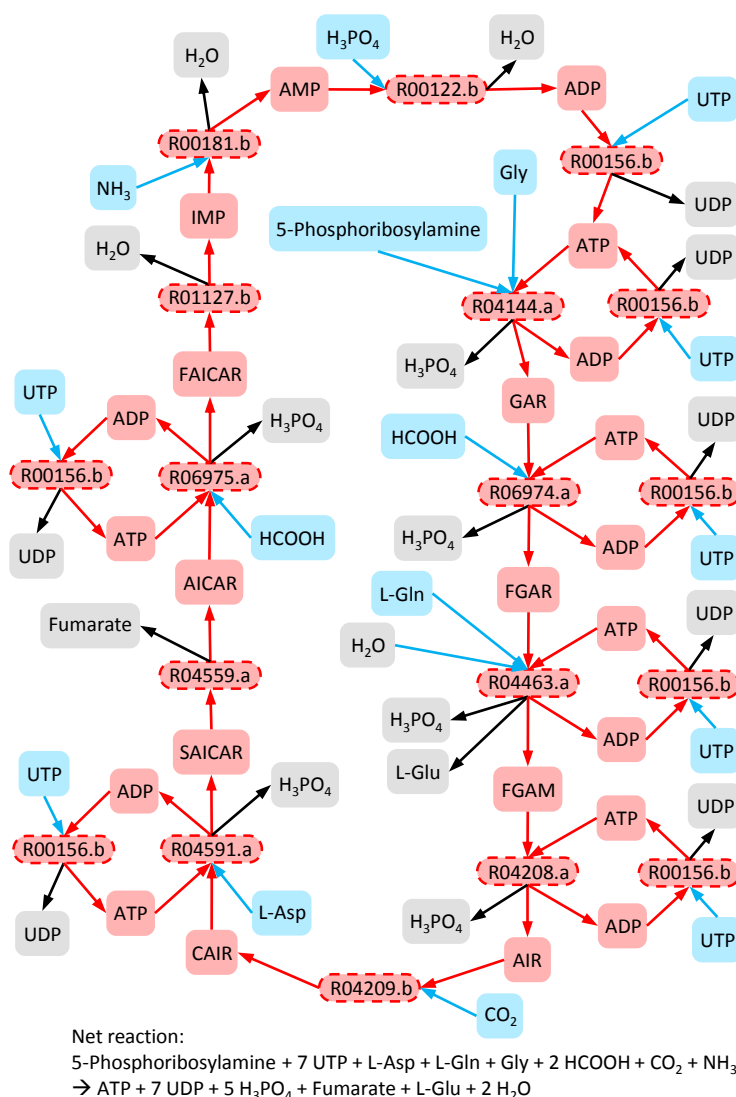 H₃PO₄
H₂O
H₂O
AMP
R00122.b
ADP
UTP
R00181.b
R00156.b
Gly
NH₃
UDP
IMP
5-Phosphoribosylamine
ATP
UDP
H₂O
R01127.b
R04144.a
R00156.b
H₃PO₄
ADP
UTP
FAICAR
GAR
UTP
ADP
H₃PO₄
HCOOH
ATP
UDP
R00156.b
R06975.a
R06974.a
R00156.b
UDP
ATP
HCOOH
H₃PO₄
ADP
UTP
AICAR
FGAR
L-Gln
Fumarate
H₂O
ATP
UDP
R04559.a
R04463.a
R00156.b
H₃PO₄
ADP
UTP
SAICAR
L-Glu
UTP
ADP
H₃PO₄
FGAM
ATP
UDP
R00156.b
R04591.a
R04208.a
R00156.b
UDP
ATP
L-Asp
H₃PO₄
ADP
UTP
CAIR
AIR
R04209.b
CO₂
Net reaction:
5-Phosphoribosylamine + 7 UTP + L-Asp + L-Gln + Gly + 2 HCOOH + CO₂ + NH₃
→ ATP + 7 UDP + 5 H₃PO₄ + Fumarate + L-Glu + 2 H₂O